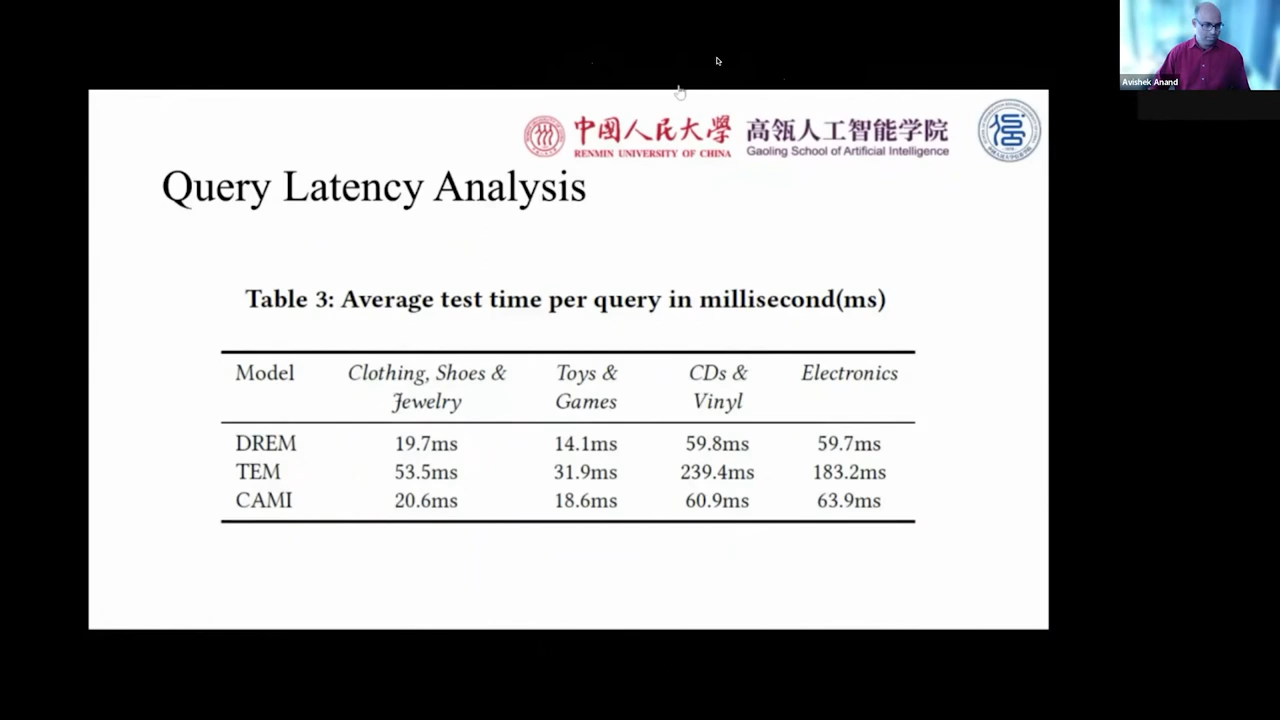 Avishek Anand
中國人民大學
RENMIN UNIVERSITY OF CHINA
高瓴人工智能学院
Gaoling School of Artificial Intelligence
Query Latency Analysis
Table 3: Average test time per query in millisecond(ms)
Model Clothing, Shoes & Jewelry Toys & Games CDs & Vinyl Electronics
DREM 19.7ms 14.1ms 59.8ms 59.7ms
TEM 53.5ms 31.9ms 239.4ms 183.2ms
CAMI 20.6ms 18.6ms 60.9ms 63.9ms